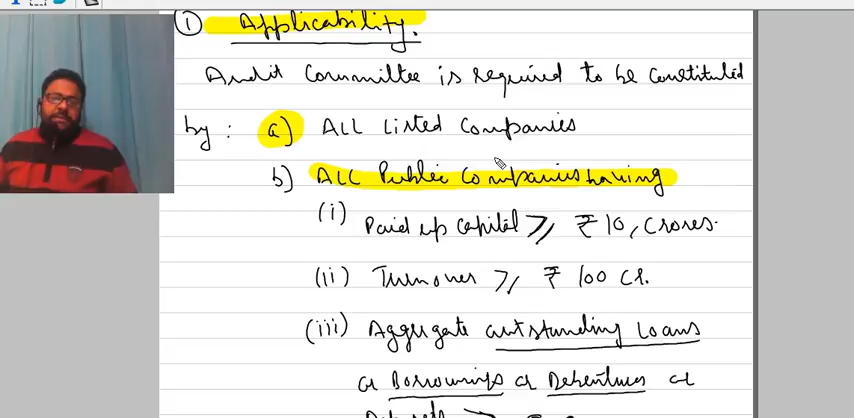 ① Applicability.
Audit Committee is required to be Constituted
by : a) ALL Listed Companies
b) ALL Public Companies having
(i) Paid up Capital ≥ ₹ 10, Crores.
(ii) Turnover ≥ ₹ 100 Cr.
(iii) Aggregate outstanding Loans
or Borrowings or Debentures or